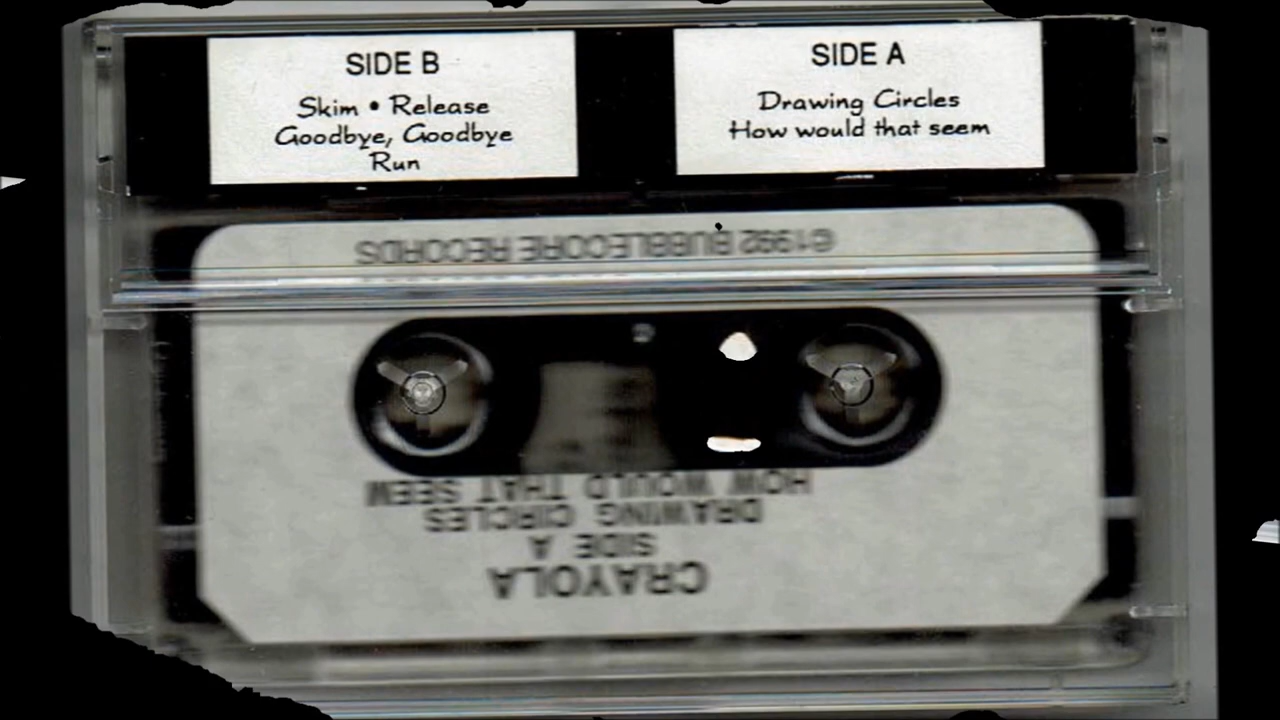 SIDE B
Skim • Release
Goodbye, Goodbye
Run
SIDE A
Drawing Circles
How would that seem
©1992 BUBBLECORE RECORDS
CRAYOLA
SIDE A
DRAWING CIRCLES
HOW WOULD THAT SEEM